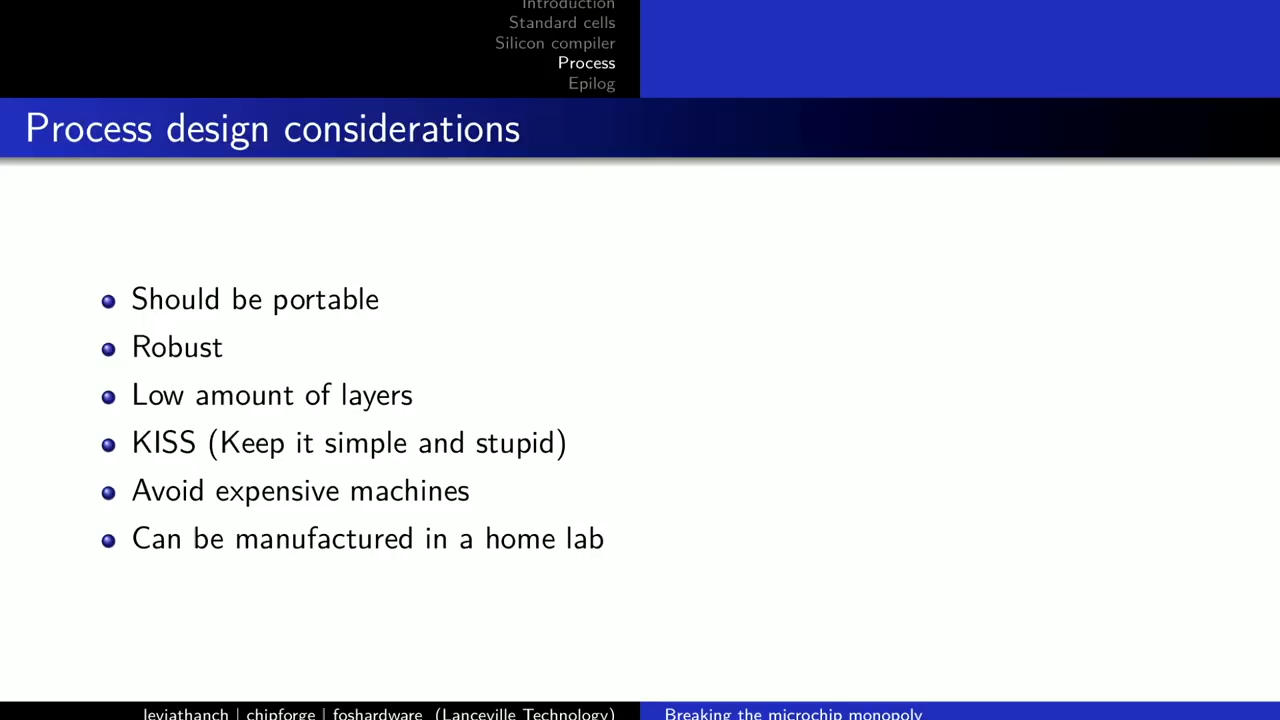 Introduction
Standard cells
Silicon compiler
Process
Epilog
Process design considerations
Should be portable
Robust
Low amount of layers
KISS (Keep it simple and stupid)
Avoid expensive machines
Can be manufactured in a home lab
leviathanch | chipforge | foshardware (Lanceville Technology)
Breaking the microchip monopoly